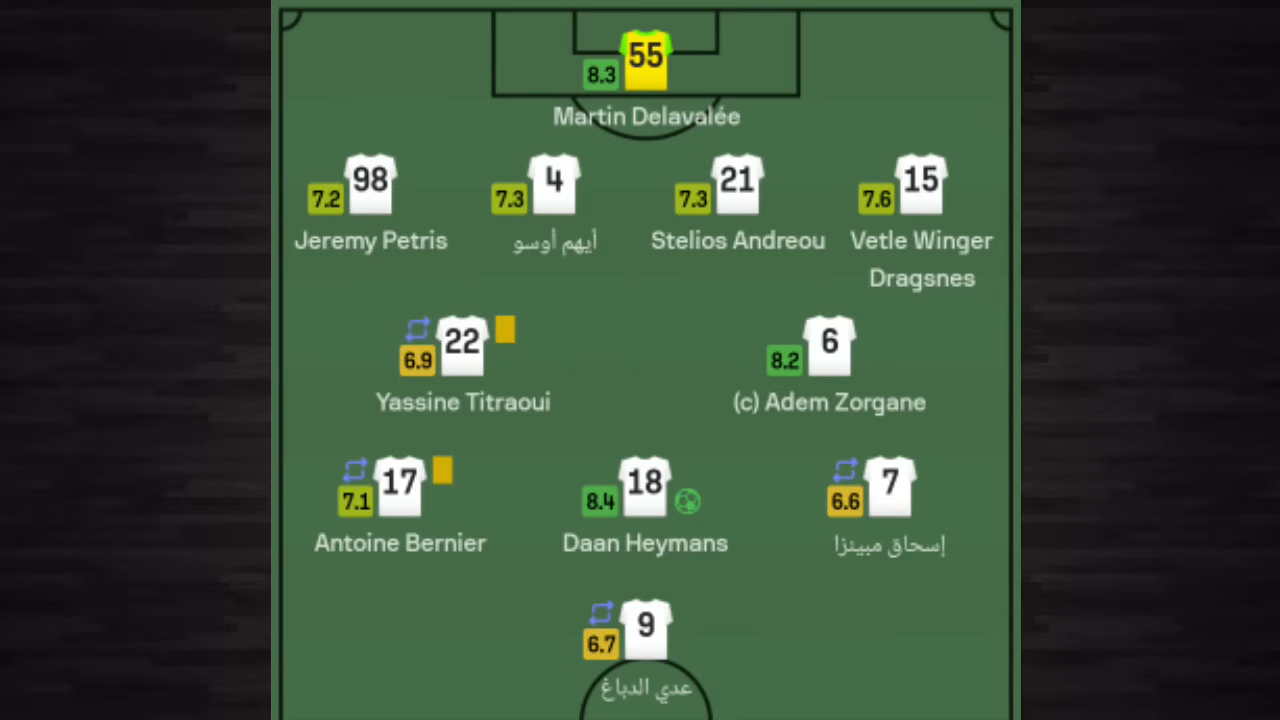 55
8.3
Martin Delavalée
98 4 21 15
7.2 7.3 7.3 7.6
Jeremy Petris أيهم أوسو Stelios Andreou Vetle Winger
Dragsnes
22 6
6.9 8.2
Yassine Titraoui (c) Adem Zorgane
17 18 7
7.1 8.4 6.6
Antoine Bernier Daan Heymans إسحاق مبينزا
9
6.7
عدي الدباغ